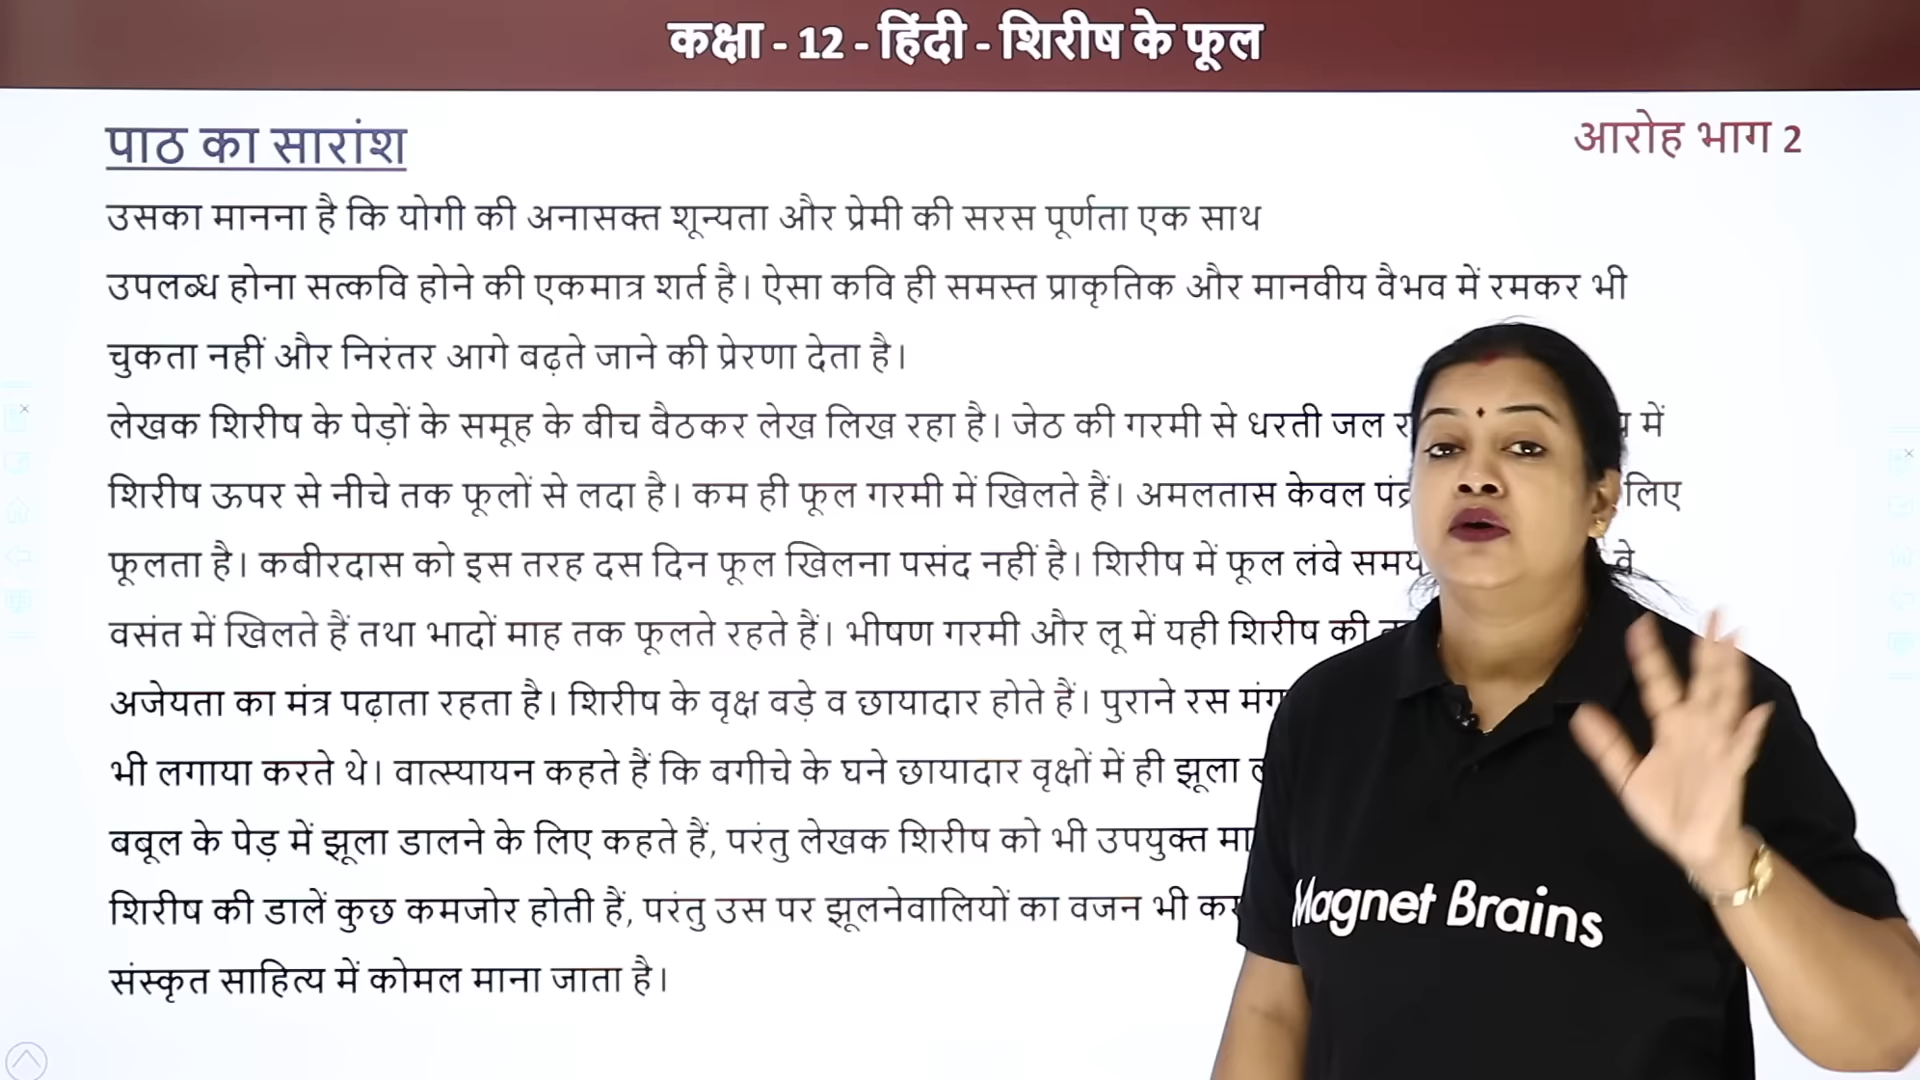 कक्षा - 12 - हिंदी - शिरीष के फूल
पाठ का सारांश
आरोह भाग 2
उसका मानना है कि योगी की अनासक्त शून्यता और प्रेमी की सरस पूर्णता एक साथ
उपलब्ध होना सत्कवि होने की एकमात्र शर्त है। ऐसा कवि ही समस्त प्राकृतिक और मानवीय वैभव में रमकर भी
चुकता नहीं और निरंतर आगे बढ़ते जाने की प्रेरणा देता है।
लेखक शिरीष के पेड़ों के समूह के बीच बैठकर लेख लिख रहा है। जेठ की गरमी से धरती जल में
शिरीष ऊपर से नीचे तक फूलों से लदा है। कम ही फूल गरमी में खिलते हैं। अमलतास केवल लिए
फूलता है। कबीरदास को इस तरह दस दिन फूल खिलना पसंद नहीं है। शिरीष में फूल लंबे समय वे
वसंत में खिलते हैं तथा भादों माह तक फूलते रहते हैं। भीषण गरमी और लू में यही शिरीष की
अजेयता का मंत्र पढ़ाता रहता है। शिरीष के वृक्ष बड़े व छायादार होते हैं। पुराने रस
भी लगाया करते थे। वात्स्यायन कहते हैं कि बगीचे के घने छायादार वृक्षों में ही झूला
बबूल के पेड़ में झूला डालने के लिए कहते हैं, परंतु लेखक शिरीष को भी उपयुक्त
शिरीष की डालें कुछ कमजोर होती हैं, परंतु उस पर झूलनेवालियों का वजन भी
संस्कृत साहित्य में कोमल माना जाता है।
Magnet Brains